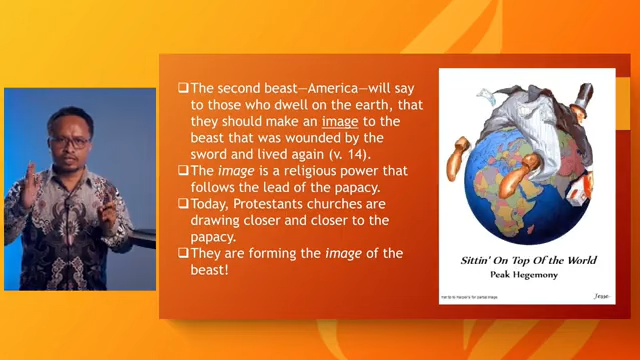 ❑The second beast—America—will say
to those who dwell on the earth, that
they should make an image to the
beast that was wounded by the
sword and lived again (v. 14).
❑The image is a religious power that
follows the lead of the papacy.
❑Today, Protestants churches are
drawing closer and closer to the
papacy.
❑They are forming the image of the
beast!
Sittin' On Top Of the World
Peak Hegemony